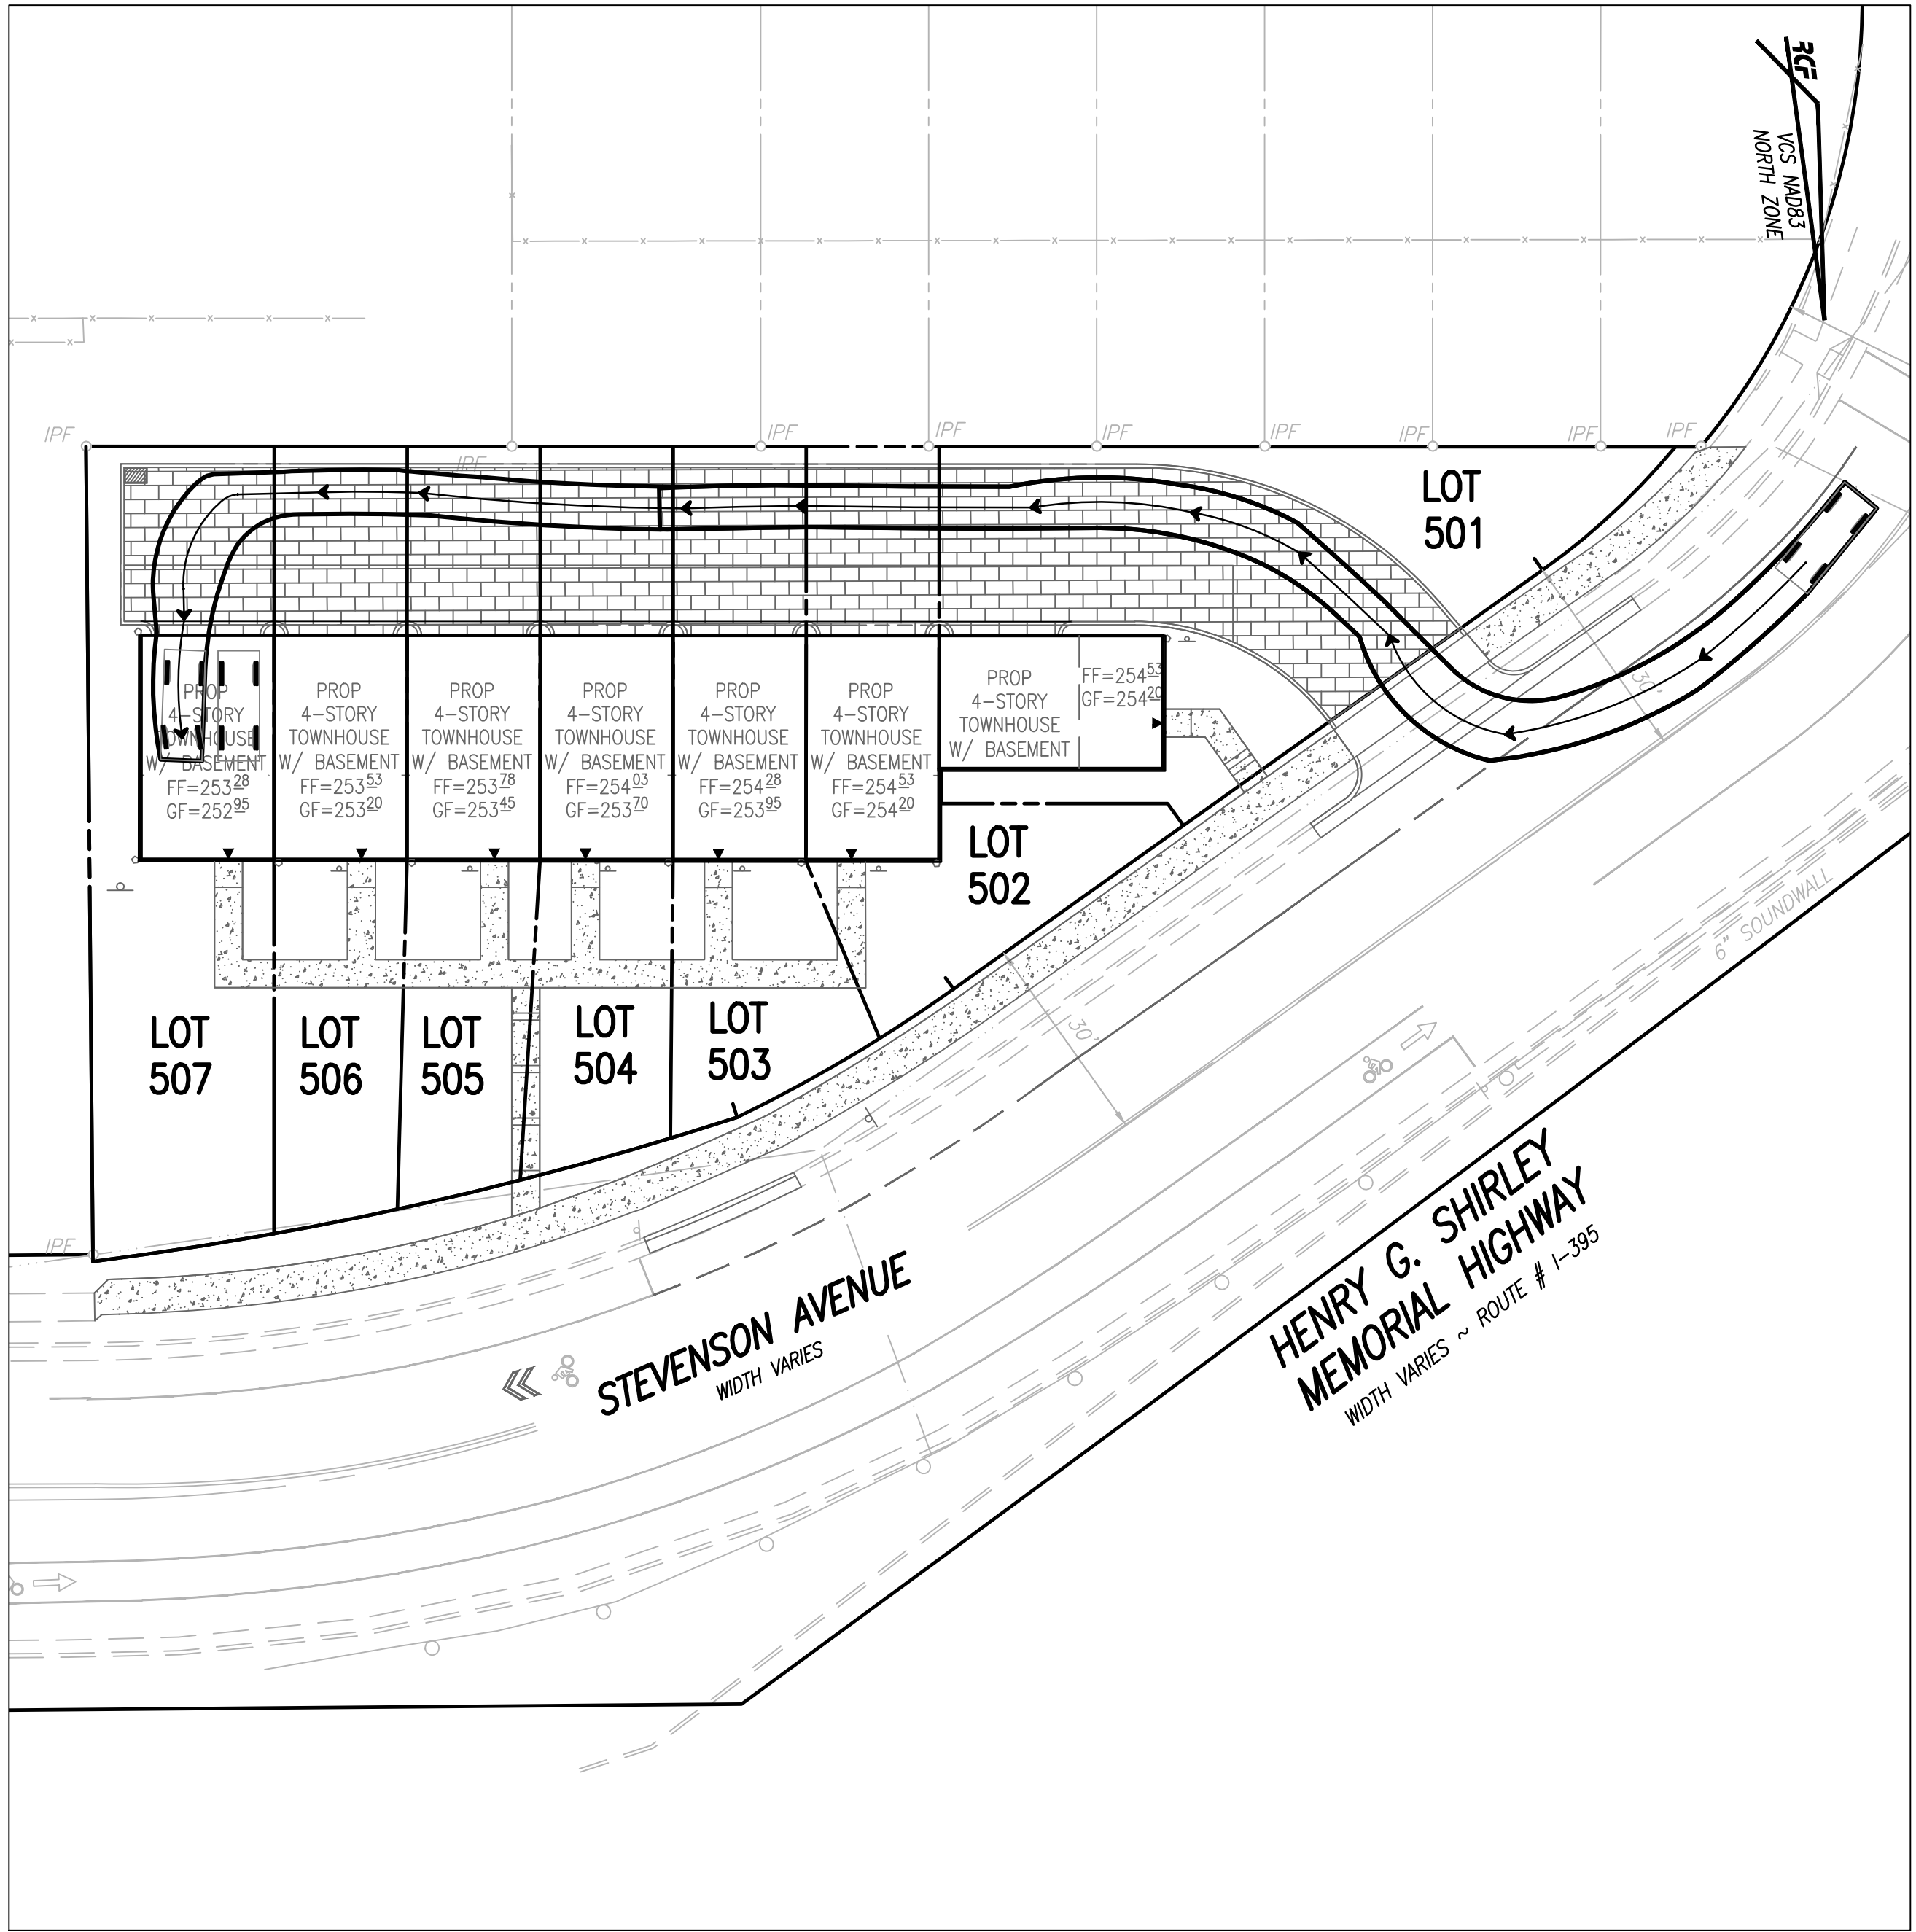 RCF
VCS NAD83
NORTH ZONE
IPF
IPF
IPF
IPF
IPF
IPF
IPF
IPF
IPF
LOT
501
PROP
4-STORY
TOWNHOUSE
W/ BASEMENT
FF=253.28
GF=252.95
PROP
4-STORY
TOWNHOUSE
W/ BASEMENT
FF=253.53
GF=253.20
PROP
4-STORY
TOWNHOUSE
W/ BASEMENT
FF=253.78
GF=253.45
PROP
4-STORY
TOWNHOUSE
W/ BASEMENT
FF=254.03
GF=253.70
PROP
4-STORY
TOWNHOUSE
W/ BASEMENT
FF=254.28
GF=253.95
PROP
4-STORY
TOWNHOUSE
W/ BASEMENT
FF=254.53
GF=254.20
PROP
4-STORY
TOWNHOUSE
W/ BASEMENT
FF=254.53
GF=254.20
30'
LOT
502
6" SOUNDWALL
LOT
507
LOT
506
LOT
505
LOT
504
LOT
503
30'
STEVENSON AVENUE
WIDTH VARIES
HENRY G. SHIRLEY
MEMORIAL HIGHWAY
WIDTH VARIES ~ ROUTE # I-395